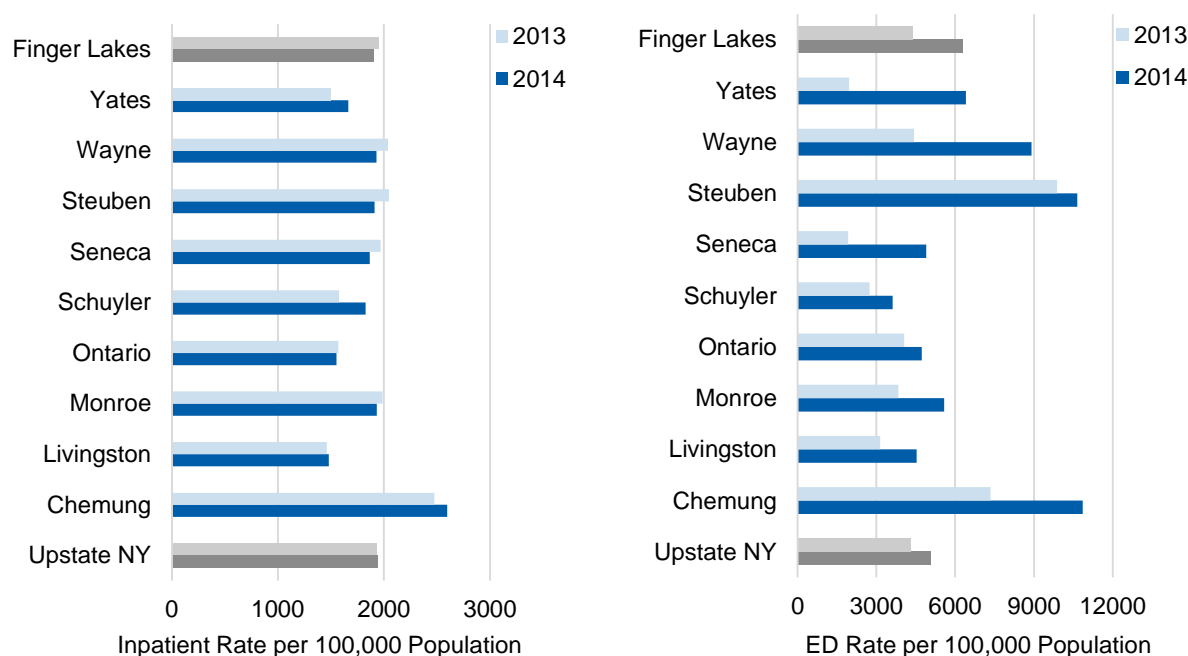 Finger Lakes
Yates
Wayne
Steuben
Seneca
Schuyler
Ontario
Monroe
Livingston
Chemung
Upstate NY
2013
2014
0 1000 2000 3000
Inpatient Rate per 100,000 Population
Finger Lakes
Yates
Wayne
Steuben
Seneca
Schuyler
Ontario
Monroe
Livingston
Chemung
Upstate NY
2013
2014
0 3000 6000 9000 12000
ED Rate per 100,000 Population